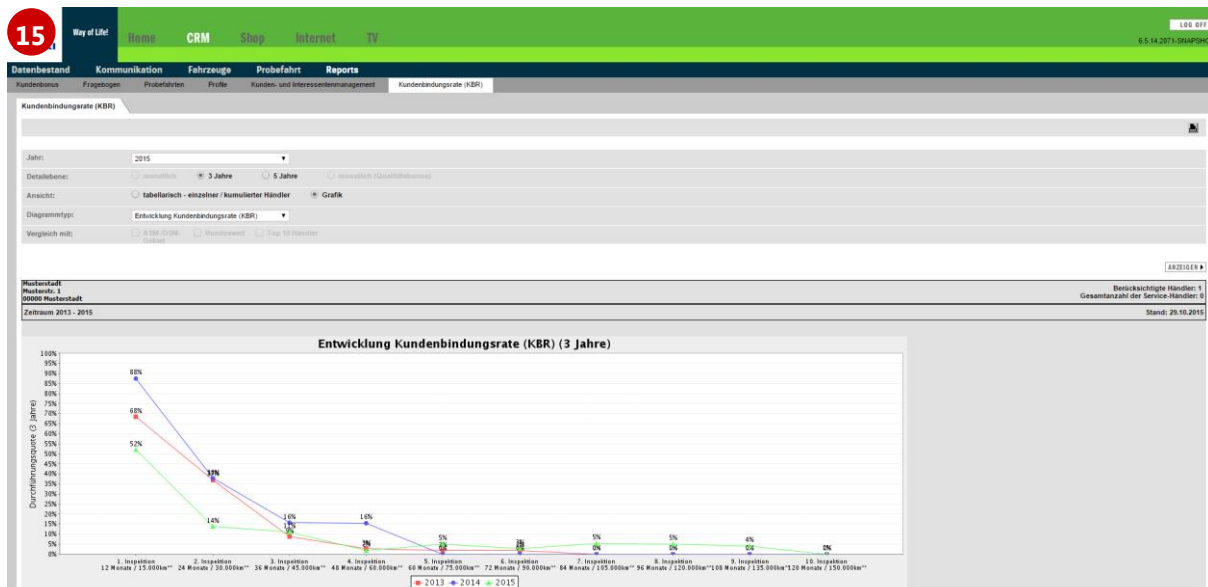 15
Way of Life!
Home CRM Shop Internet TV
LOG OFF
6.5.14.2071-SNAPSHO
Datenbestand Kommunikation Fahrzeuge Probefahrt Reports
Kundenbonus Fragebogen Probefahrten Profile Kunden- und Interessentenmanagement Kundenbindungsrate (KBR)
Kundenbindungsrate (KBR)
Jahr: 2015
Detailebene: monatlich 3 Jahre 5 Jahre monatlich (Qualitätsbonus)
Ansicht: tabellarisch - einzelner / kumulierter Händler Grafik
Diagrammtyp: Entwicklung Kundenbindungsrate (KBR)
Vergleich mit: Bundeswert Top 10 Händler
Gebiet
ANZEIGEN
Musterstadt
Musterstr. 1
00000 Musterstadt
Berücksichtigte Händler: 1
Gesamtanzahl der Service-Händler: 0
Zeitraum 2013 - 2015 Stand: 29.10.2015
Entwicklung Kundenbindungsrate (KBR) (3 Jahre)
Durchführungsquote (3 Jahre)
100%
95%
90%
85%
80%
75%
70%
65%
60%
55%
50%
45%
40%
35%
30%
25%
20%
15%
10%
5%
0%
88%
68%
52%
14%
16%
16%
5%
5%
5%
4%
0%
0%
0%
0%
1. Inspektion 2. Inspektion 3. Inspektion 4. Inspektion 5. Inspektion 6. Inspektion 7. Inspektion 8. Inspektion 9. Inspektion 10. Inspektion
12 Monate / 15.000km** 24 Monate / 30.000km** 36 Monate / 45.000km** 48 Monate / 60.000km** 60 Monate / 75.000km** 72 Monate / 90.000km** 84 Monate / 105.000km** 96 Monate / 120.000km** 108 Monate / 135.000km** 120 Monate / 150.000km**
2013 2014 2015